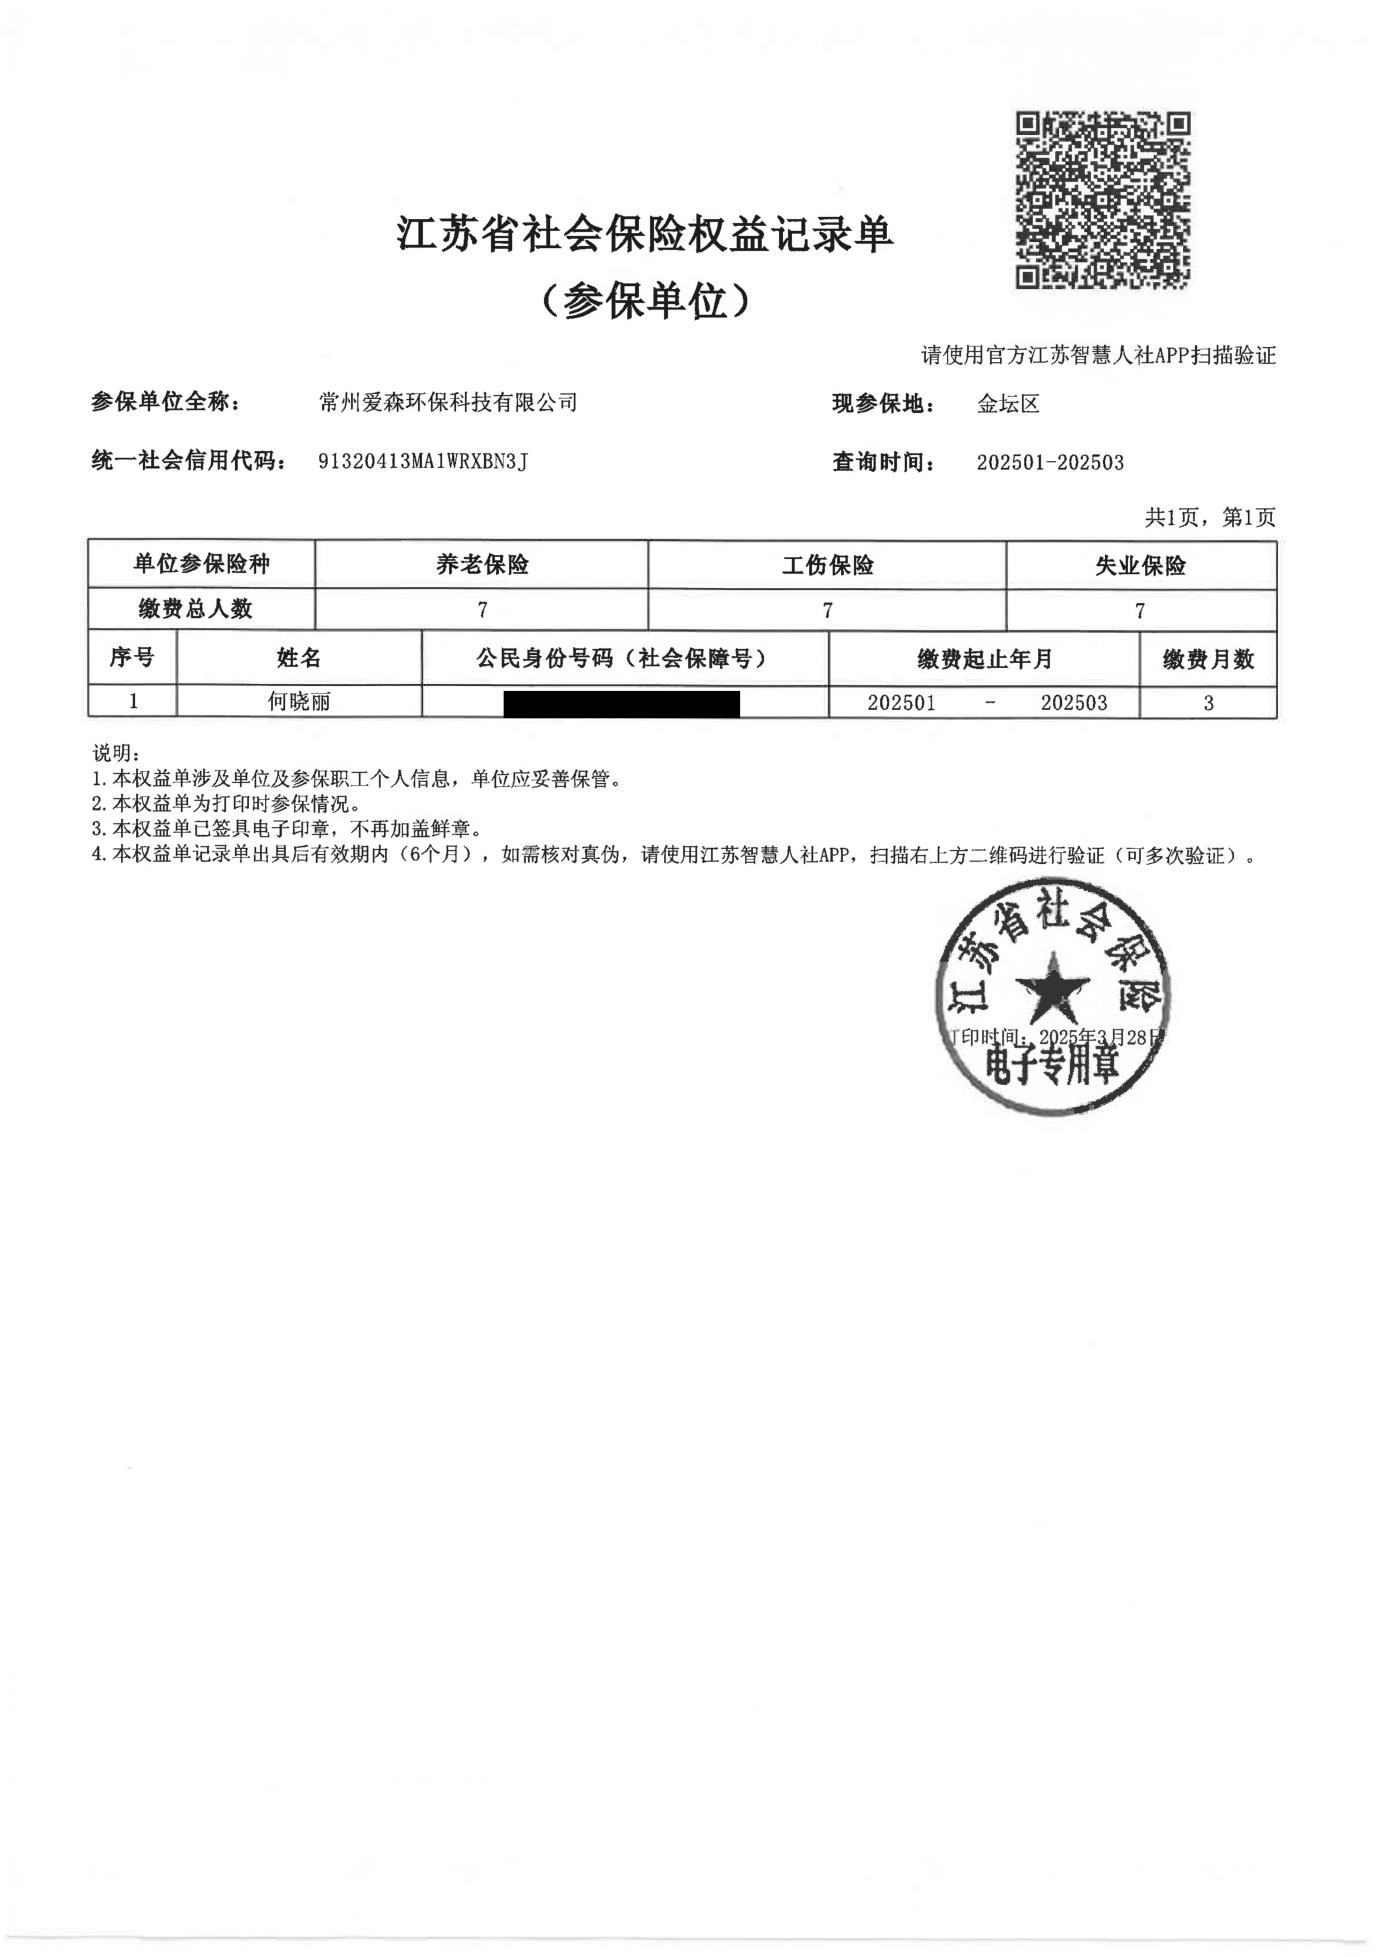 江苏省社会保险权益记录单
（参保单位）
请使用官方江苏智慧人社APP扫描验证
参保单位全称： 常州爱森环保科技有限公司 现参保地： 金坛区
统一社会信用代码： 91320413MA1WRXBN3J 查询时间： 202501-202503
共1页，第1页
单位参保险种 养老保险 工伤保险 失业保险
缴费总人数 7 7 7
序号 姓名 公民身份号码（社会保障号） 缴费起止年月 缴费月数
1 何晓丽 202501 - 202503 3
说明：
1. 本权益单涉及单位及参保职工个人信息，单位应妥善保管。
2. 本权益单为打印时参保情况。
3. 本权益单已签具电子印章，不再加盖鲜章。
4. 本权益单记录单出具后有效期内（6个月），如需核对真伪，请使用江苏智慧人社APP，扫描右上方二维码进行验证（可多次验证）。
江苏省社会保险
印时间：2025年3月28日
电子专用章